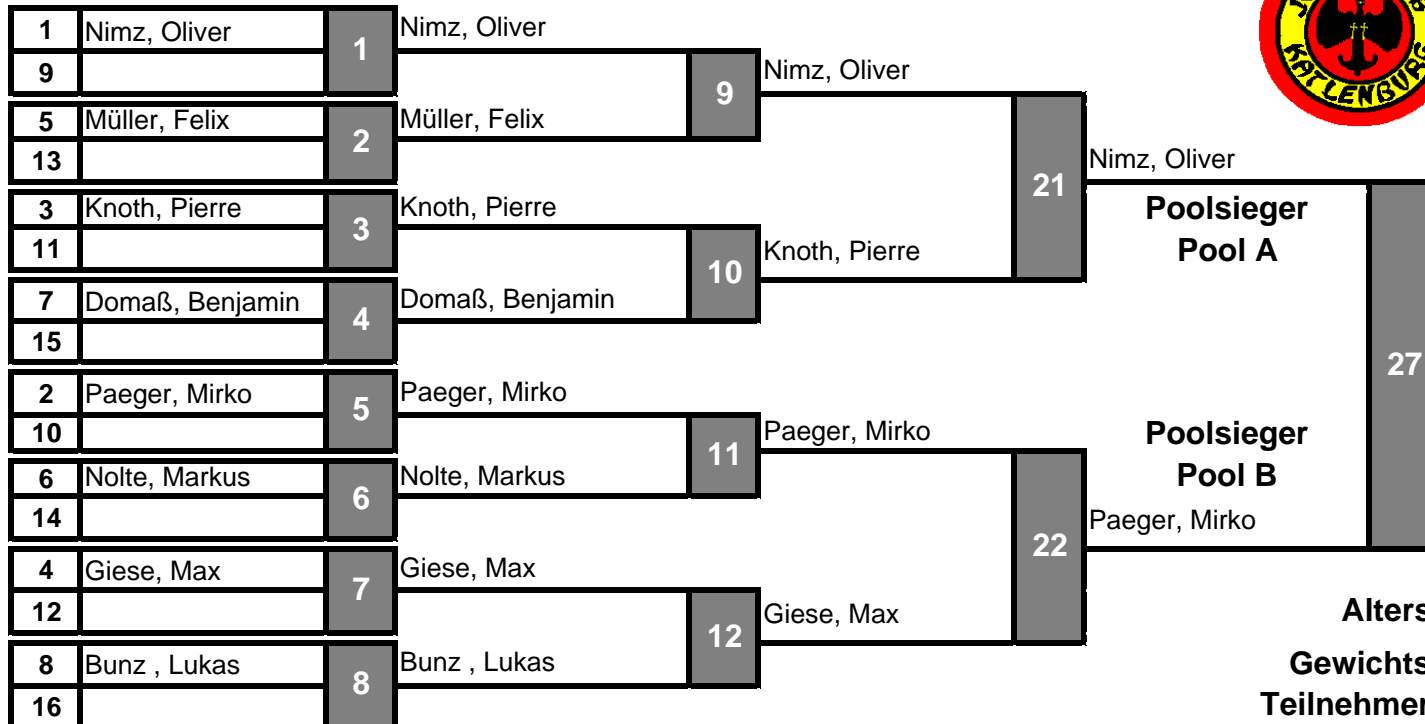 1 Nimz, Oliver 1 Nimz, Oliver
9
9 Nimz, Oliver
5 Müller, Felix 2 Müller, Felix
13
21 Nimz, Oliver
3 Knoth, Pierre 3 Knoth, Pierre
11
10 Knoth, Pierre
7 Domaß, Benjamin 4 Domaß, Benjamin
15
Poolsieger
Pool A
27
2 Paeger, Mirko 5 Paeger, Mirko
10
11 Paeger, Mirko
6 Nolte, Markus 6 Nolte, Markus
14
Poolsieger
Pool B
22 Paeger, Mirko
4 Giese, Max 7 Giese, Max
12
12 Giese, Max
8 Bunz , Lukas 8 Bunz , Lukas
16
Alters
Gewichts
Teilnehmer
KATLENBURG